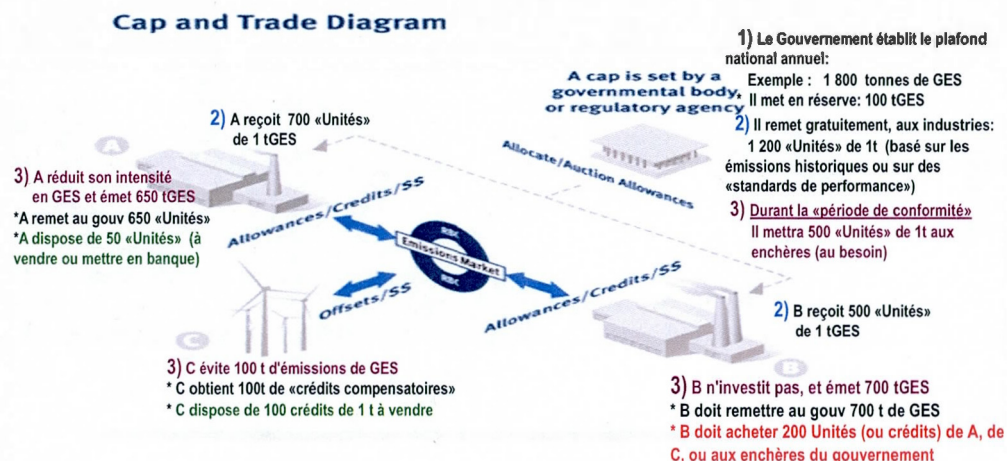 Cap and Trade Diagram
1) Le Gouvernement établit le plafond
national annuel:
Exemple : 1 800 tonnes de GES
* Il met en réserve: 100 tGES
2) Il remet gratuitement, aux industries:
1 200 «Unités» de 1t (basé sur les
émissions historiques ou sur des
«standards de performance»)
3) Durant la «période de conformité»
Il mettra 500 «Unités» de 1t aux
enchères (au besoin)
A cap is set by a
governmental body,
or regulatory agency
Allocate/Auction Allowances
2) A reçoit 700 «Unités»
de 1 tGES
A
3) A réduit son intensité
en GES et émet 650 tGES
*A remet au gouv 650 «Unités»
*A dispose de 50 «Unités» (à
vendre ou mettre en banque)
Allowances/Credits/SS
RBC
Emissions Market
RBC
Offsets/SS
Allowances/Credits/SS
C
3) C évite 100 t d'émissions de GES
* C obtient 100t de «crédits compensatoires»
* C dispose de 100 crédits de 1 t à vendre
2) B reçoit 500 «Unités»
de 1 tGES
B
3) B n'investit pas, et émet 700 tGES
* B doit remettre au gouv 700 t de GES
* B doit acheter 200 Unités (ou crédits) de A, de
C, ou aux enchères du gouvernement